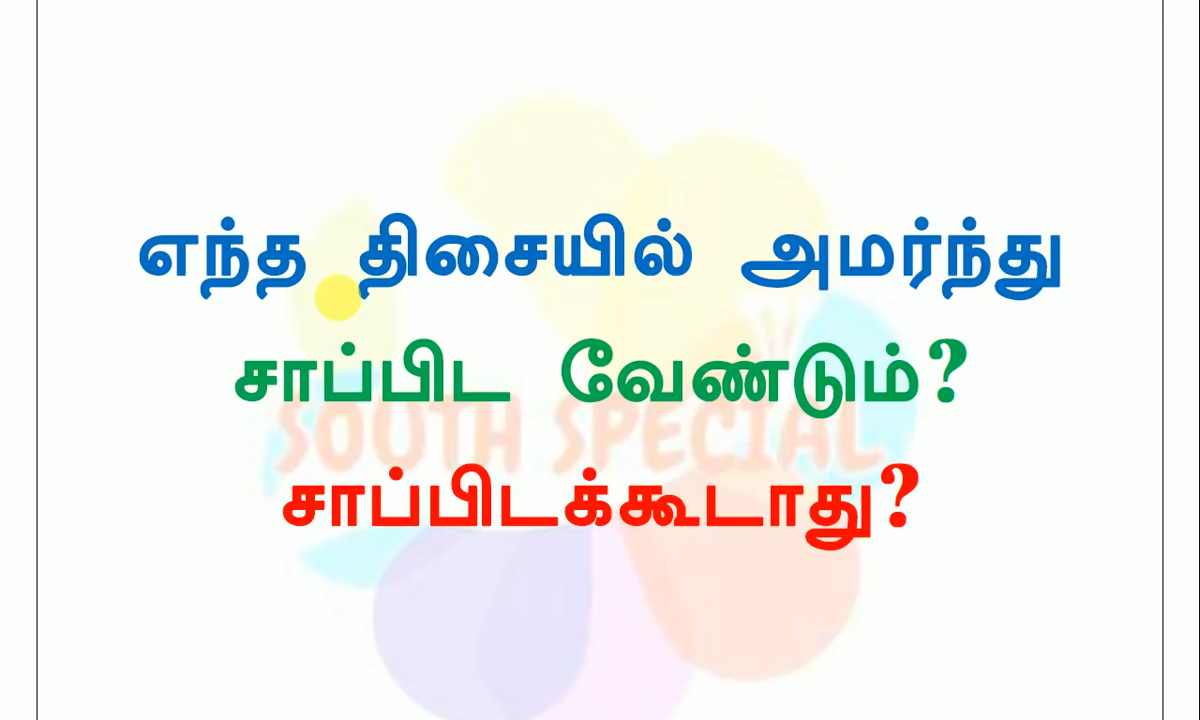 எந்த திசையில் அமர்ந்து
சாப்பிட வேண்டும்?
SOUTH SPECIAL
சாப்பிடக்கூடாது?